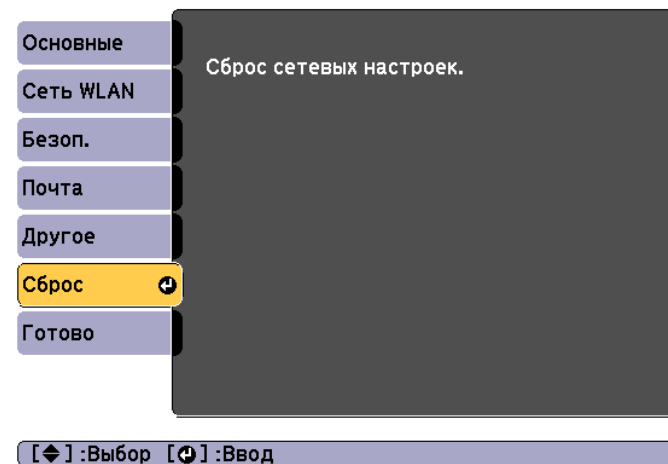 Основные
Сеть WLAN
Безоп.
Почта
Другое
Сброс
Готово
Сброс сетевых настроек.
[◆] :Выбор [⏎] :Ввод